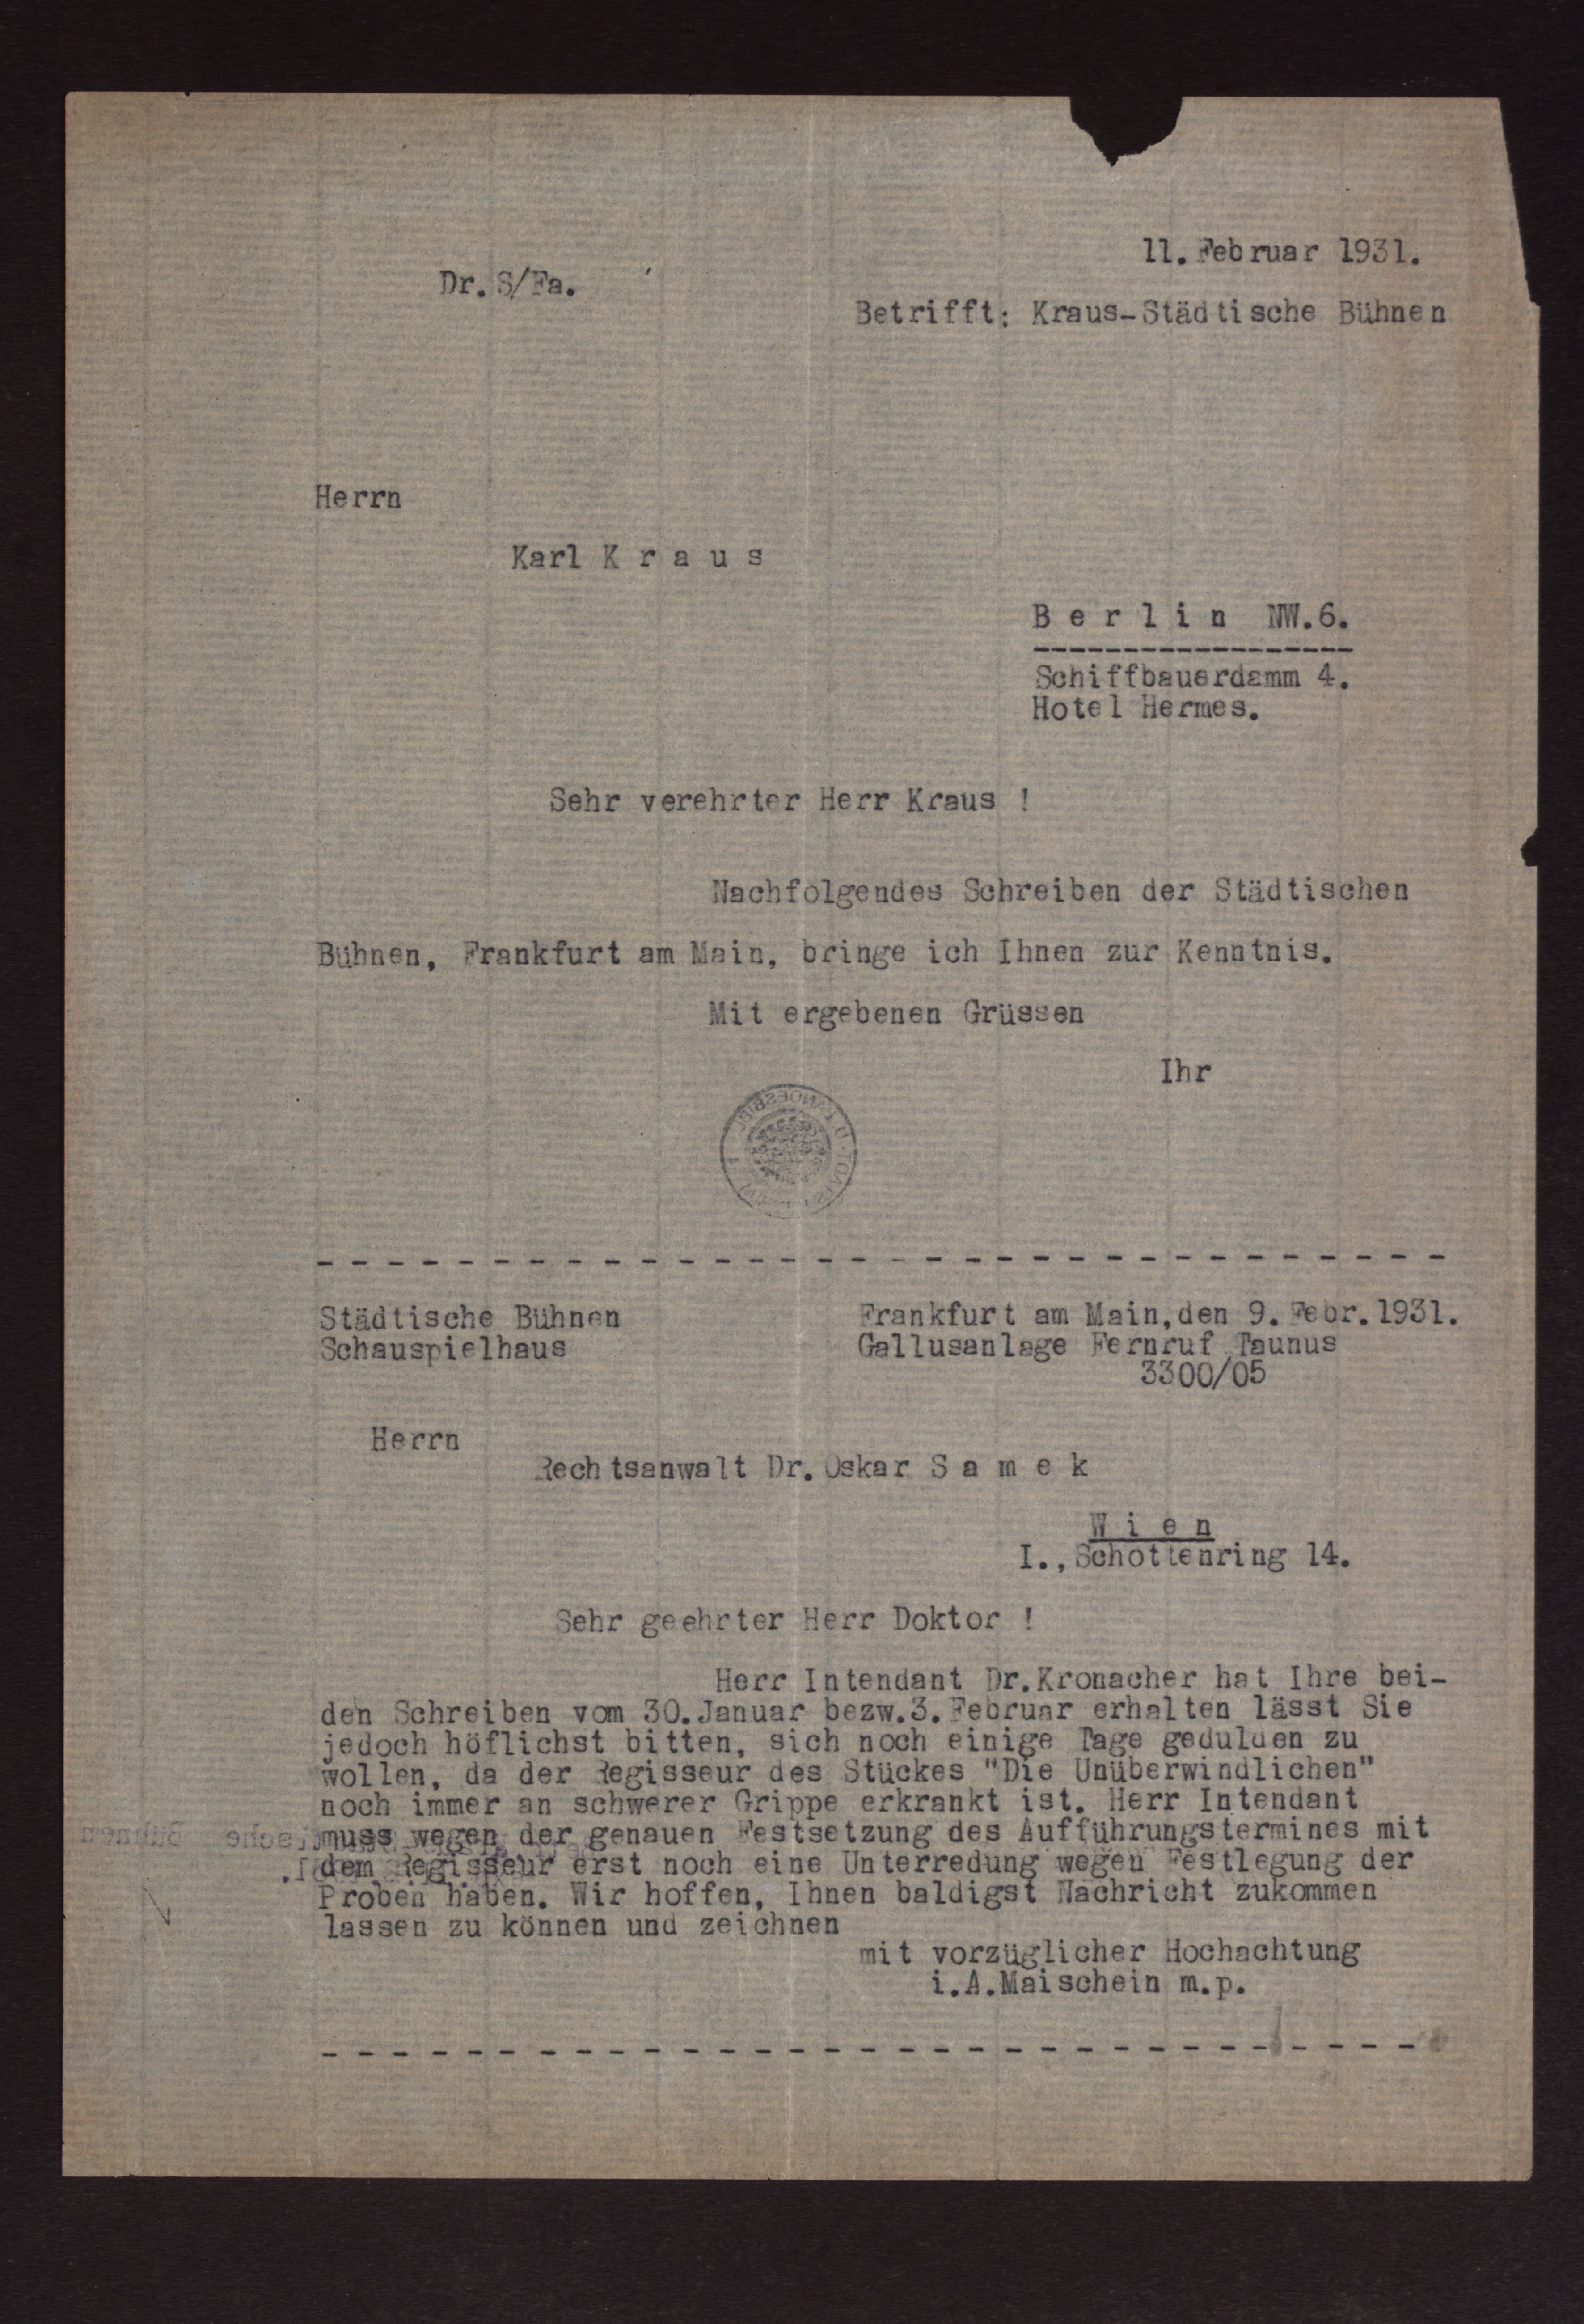 11.Februar 1931.
Dr.S/Fa.
Betrifft: Kraus-Städtische Bühnen
Herrn
Karl K r a u s
B e r l i n NW.6.
Schiffbauerdamm 4.
Hotel Hermes.
Sehr verehrter Herr Kraus !
Nachfolgendes Schreiben der Städtischen
Bühnen, Frankfurt am Main, bringe ich Ihnen zur Kenntnis.
Mit ergebenen Grüssen
Ihr
- - - - - - - - - - - - - - - - - - - - - - - - - - - - - - - -
Städtische Bühnen
Schauspielhaus
Frankfurt am Main,den 9.Febr.1931.
Gallusanlage Fernruf Taunus
3300/05
Herrn
Rechtsanwalt Dr.Oskar S a m e k
W i e n
I.,Schottenring 14.
Sehr geehrter Herr Doktor !
Herr Intendant Dr.Kronacher hat Ihre bei-
den Schreiben vom 30.Januar bezw.3.Februar erhalten lässt Sie
jedoch höflichst bitten, sich noch einige Tage gedulden zu
wollen, da der Regisseur des Stückes "Die Unüberwindlichen"
noch immer an schwerer Grippe erkrankt ist. Herr Intendant
muss wegen der genauen Festsetzung des Aufführungstermines mit
dem Regisseur erst noch eine Unterredung wegen Festlegung der
Proben haben. Wir hoffen, Ihnen baldigst Nachricht zukommen
lassen zu können und zeichnen
mit vorzüglicher Hochachtung
i.A.Maischein m.p.
- - - - - - - - - - - - - - - - - - - - - - - - - - - - - - -